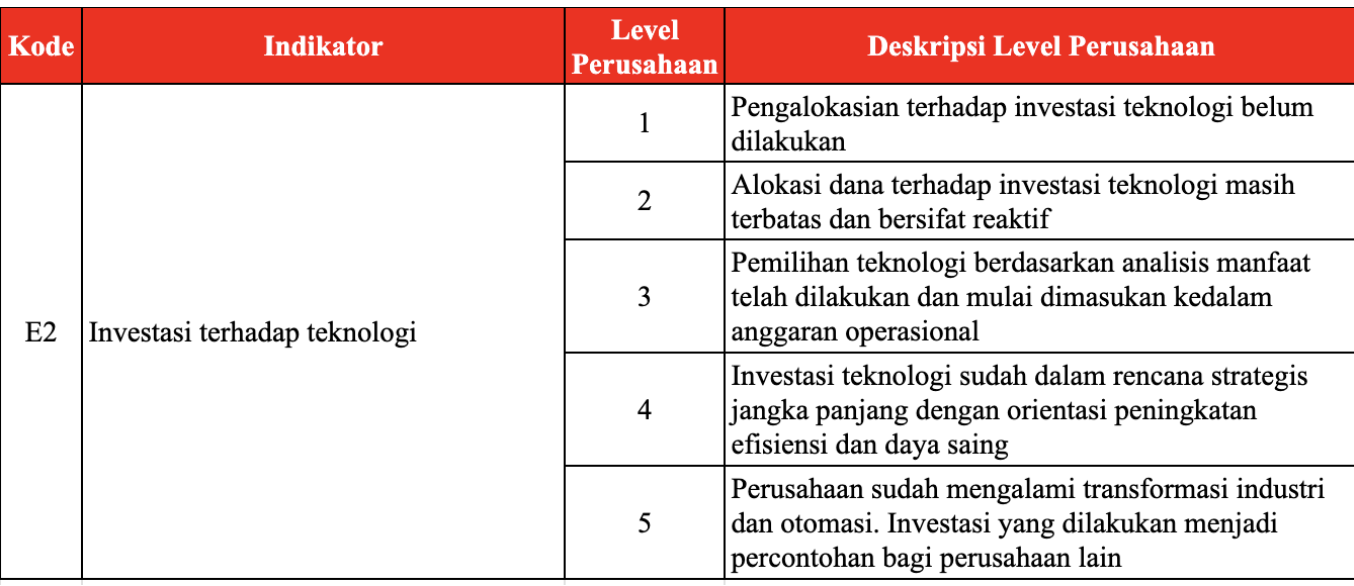 Kode
Indikator
Level
Perusahaan
Deskripsi Level Perusahaan
E2
Investasi terhadap teknologi
1
Pengalokasian terhadap investasi teknologi belum
dilakukan
2
Alokasi dana terhadap investasi teknologi masih
terbatas dan bersifat reaktif
3
Pemilihan teknologi berdasarkan analisis manfaat
telah dilakukan dan mulai dimasukan kedalam
anggaran operasional
4
Investasi teknologi sudah dalam rencana strategis
jangka panjang dengan orientasi peningkatan
efisiensi dan daya saing
5
Perusahaan sudah mengalami transformasi industri
dan otomasi. Investasi yang dilakukan menjadi
percontohan bagi perusahaan lain